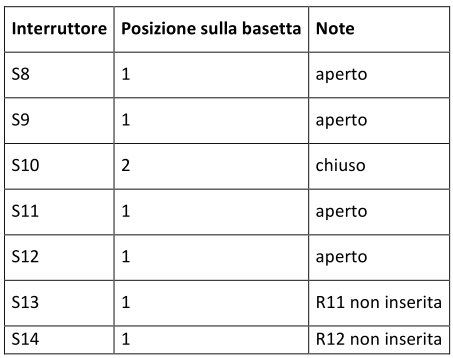 Interruttore Posizione sulla basetta Note
S8 1 aperto
S9 1 aperto
S10 2 chiuso
S11 1 aperto
S12 1 aperto
S13 1 R11 non inserita
S14 1 R12 non inserita